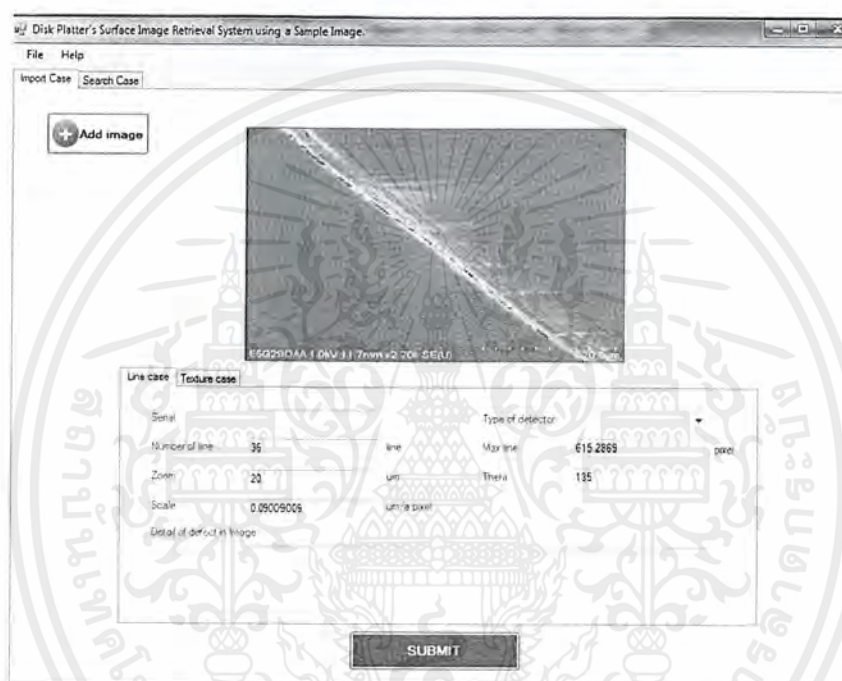 Disk Platter's Surface Image Retrieval System using a Sample Image.
File Help
Import Case Search Case
Add image
Line case Texture case
Serial Type of detector
Number of line 36 line Max line 615.2869 pixel
Zoom 20 um Theta 135
Scale 0.09009009 um/a pixel
Detail of defect in Image
SUBMIT